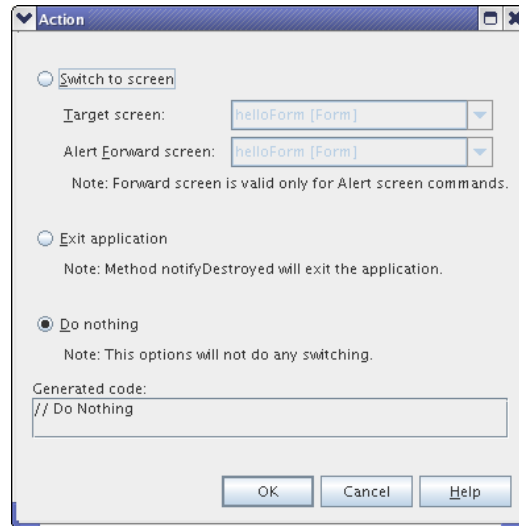 Action
Switch to screen
Target screen: helloForm [Form]
Alert Forward screen: helloForm [Form]
Note: Forward screen is valid only for Alert screen commands.
Exit application
Note: Method notifyDestroyed will exit the application.
Do nothing
Note: This options will not do any switching.
Generated code:
// Do Nothing
OK Cancel Help